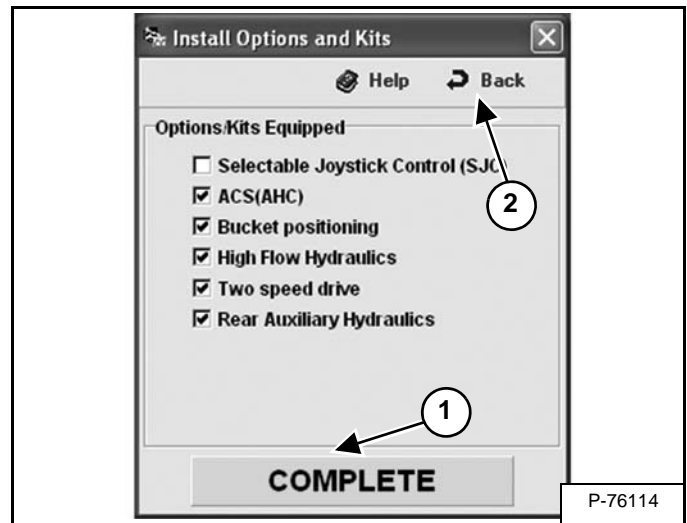 Install Options and Kits
Help Back
Options/Kits Equipped
Selectable Joystick Control (SJC)
ACS(AHC)
Bucket positioning
High Flow Hydraulics
Two speed drive
Rear Auxiliary Hydraulics
2
1
COMPLETE
P-76114